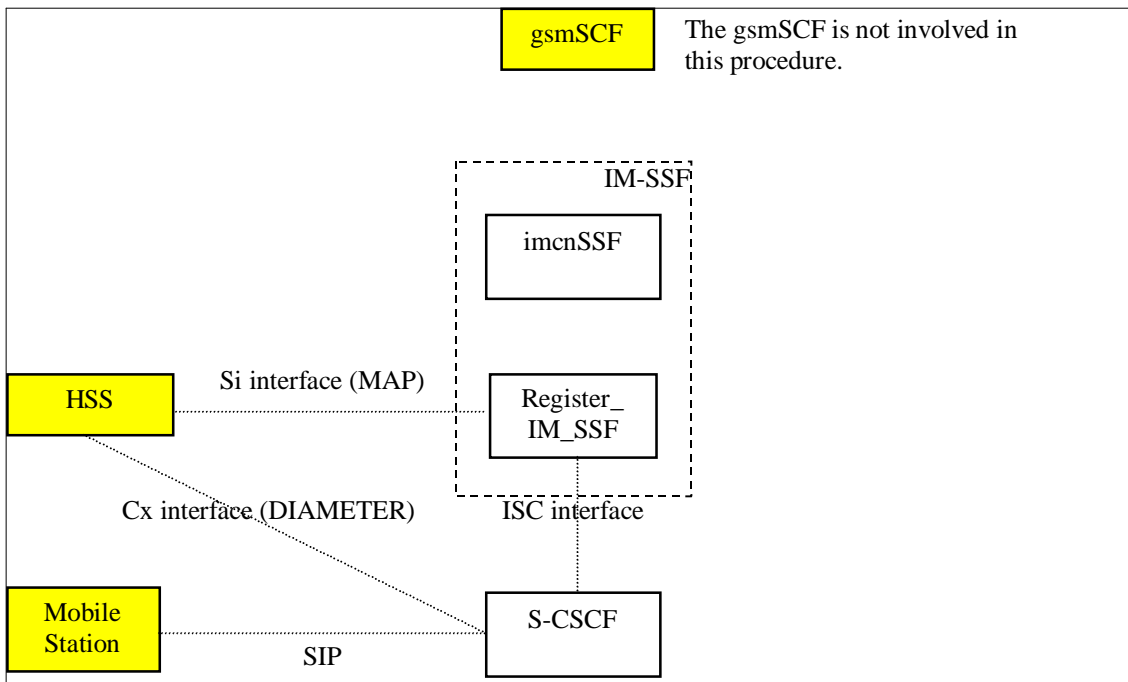 gsmSCF
The gsmSCF is not involved in
this procedure.
IM-SSF
imcnSSF
Si interface (MAP)
HSS
Register_
IM_SSF
Cx interface (DIAMETER)
ISC interface
Mobile
Station
S-CSCF
SIP